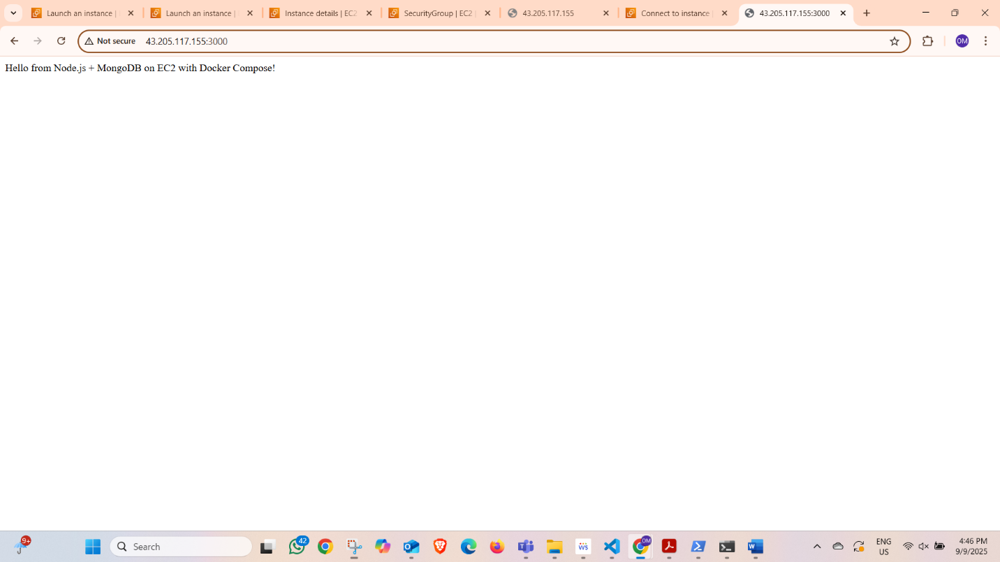 Launch an instance |
Launch an instance |
Instance details | EC2
SecurityGroup | EC2
43.205.117.155
Connect to instance |
43.205.117.155:3000
Not secure
43.205.117.155:3000
OM
Hello from Node.js + MongoDB on EC2 with Docker Compose!
9+
Search
42
WS
OM
ENG
US
4:46 PM
9/9/2025